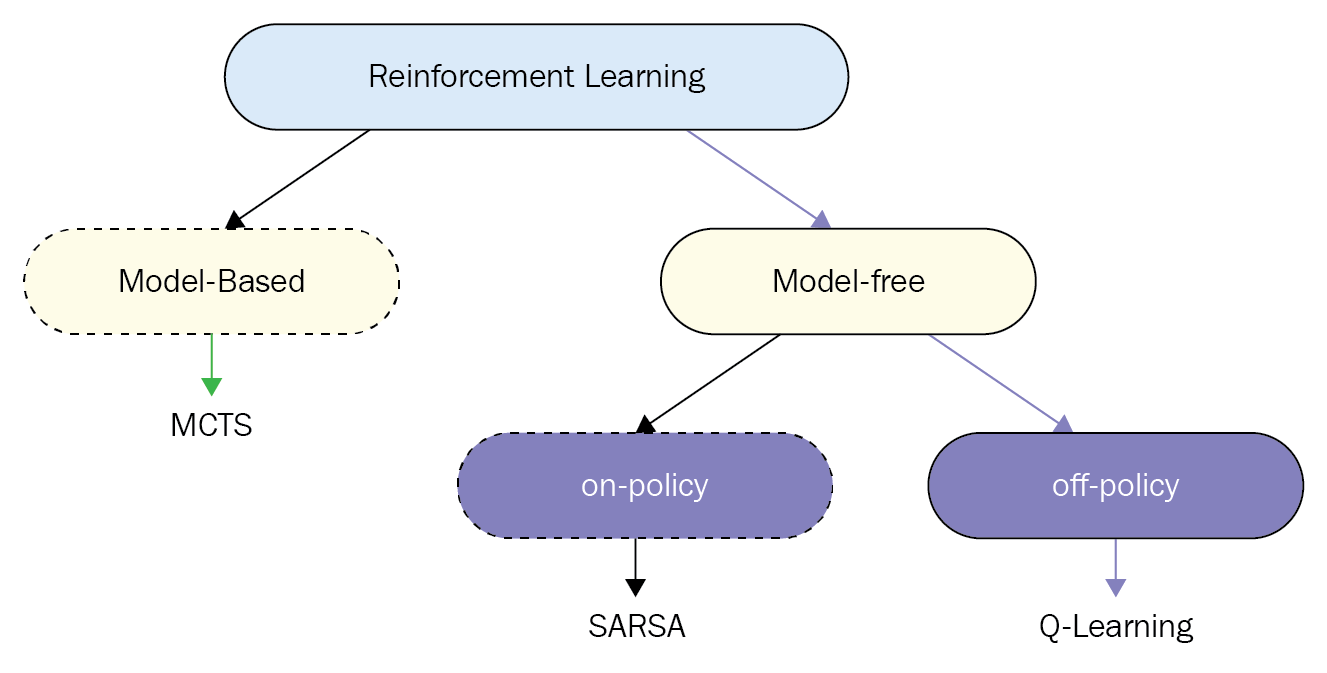 Reinforcement Learning
Model-Based
Model-free
MCTS
on-policy
off-policy
SARSA
Q-Learning